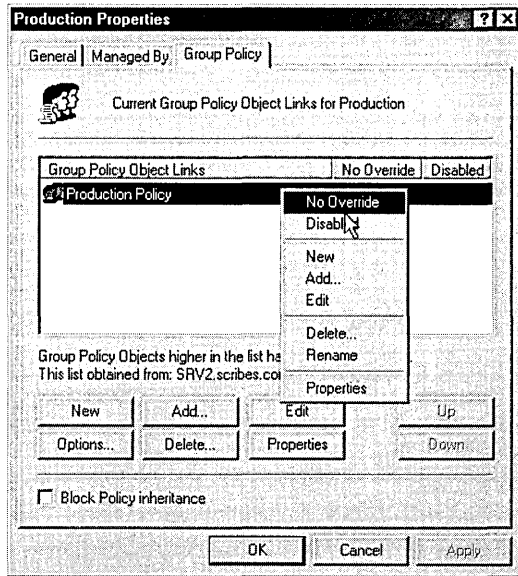 Production Properties
General Managed By Group Policy
Current Group Policy Object Links for Production
Group Policy Object Links No Override Disabled
Production Policy
No Override
New
Add...
Edit
Delete...
Rename
Properties
Group Policy Objects higher in the list ha
This list obtained from: SRV2.scribes.co
New Add... Edit Up
Options... Delete... Properties Down
Block Policy inheritance
OK Cancel Apply